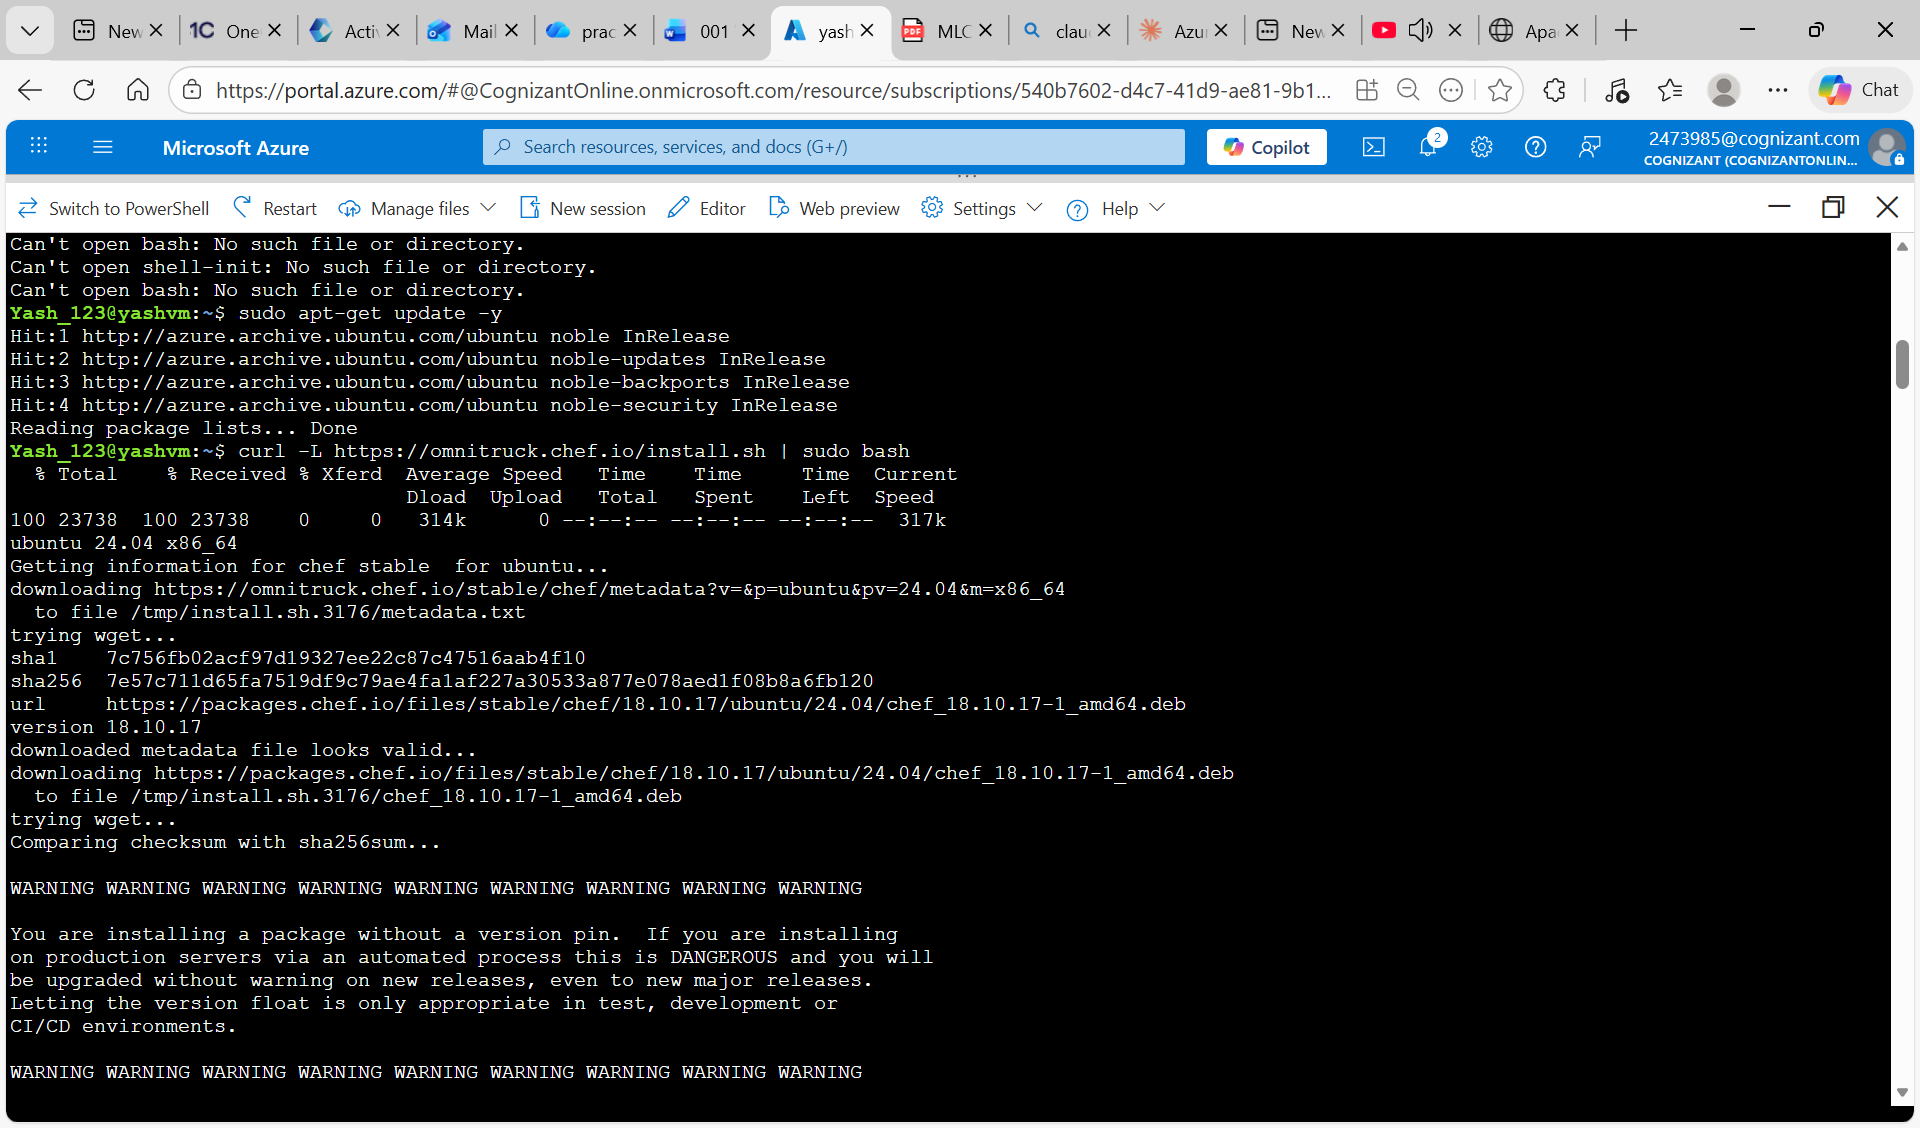 New
One
Activ
Mail
prac
001
yash
MLC
clau
Azu
New
Apa
https://portal.azure.com/#@CognizantOnline.onmicrosoft.com/resource/subscriptions/540b7602-d4c7-41d9-ae81-9b1...
Chat
Microsoft Azure
Search resources, services, and docs (G+/)
Copilot
2
2473985@cognizant.com
COGNIZANT (COGNIZANTONLIN...
Switch to PowerShell
Restart
Manage files
New session
Editor
Web preview
Settings
Help
Can't open bash: No such file or directory.
Can't open shell-init: No such file or directory.
Can't open bash: No such file or directory.
Yash_123@yashvm:~$ sudo apt-get update -y
Hit:1 http://azure.archive.ubuntu.com/ubuntu noble InRelease
Hit:2 http://azure.archive.ubuntu.com/ubuntu noble-updates InRelease
Hit:3 http://azure.archive.ubuntu.com/ubuntu noble-backports InRelease
Hit:4 http://azure.archive.ubuntu.com/ubuntu noble-security InRelease
Reading package lists... Done
Yash_123@yashvm:~$ curl -L https://omnitruck.chef.io/install.sh | sudo bash
% Total % Received % Xferd Average Speed Time Time Time Current
Dload Upload Total Spent Left Speed
100 23738 100 23738 0 0 314k 0 --:--:-- --:--:-- --:--:-- 317k
ubuntu 24.04 x86_64
Getting information for chef stable  for ubuntu...
downloading https://omnitruck.chef.io/stable/chef/metadata?v=&p=ubuntu&pv=24.04&m=x86_64
to file /tmp/install.sh.3176/metadata.txt
trying wget...
sha1 7c756fb02acf97d19327ee22c87c47516aab4f10
sha256 7e57c711d65fa7519df9c79ae4fa1af227a30533a877e078aed1f08b8a6fb120
url https://packages.chef.io/files/stable/chef/18.10.17/ubuntu/24.04/chef_18.10.17-1_amd64.deb
version 18.10.17
downloaded metadata file looks valid...
downloading https://packages.chef.io/files/stable/chef/18.10.17/ubuntu/24.04/chef_18.10.17-1_amd64.deb
to file /tmp/install.sh.3176/chef_18.10.17-1_amd64.deb
trying wget...
Comparing checksum with sha256sum...
WARNING WARNING WARNING WARNING WARNING WARNING WARNING WARNING WARNING
You are installing a package without a version pin.  If you are installing
on production servers via an automated process this is DANGEROUS and you will
be upgraded without warning on new releases, even to new major releases.
Letting the version float is only appropriate in test, development or
CI/CD environments.
WARNING WARNING WARNING WARNING WARNING WARNING WARNING WARNING WARNING